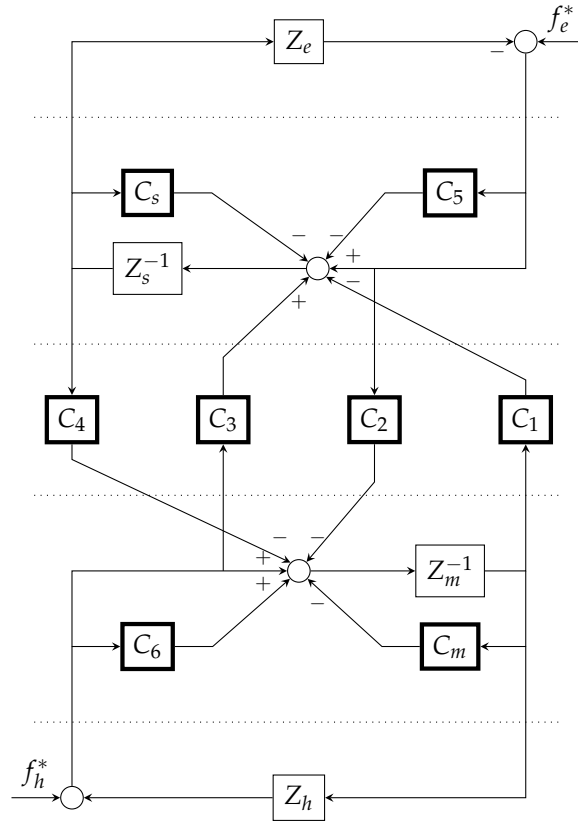 Z_e
f_e^*
−
C_s
C_5
− −
+
Z_s^{-1}
−
+
C_4
C_3
C_2
C_1
− −
+
Z_m^{-1}
+
−
C_6
C_m
f_h^*
Z_h